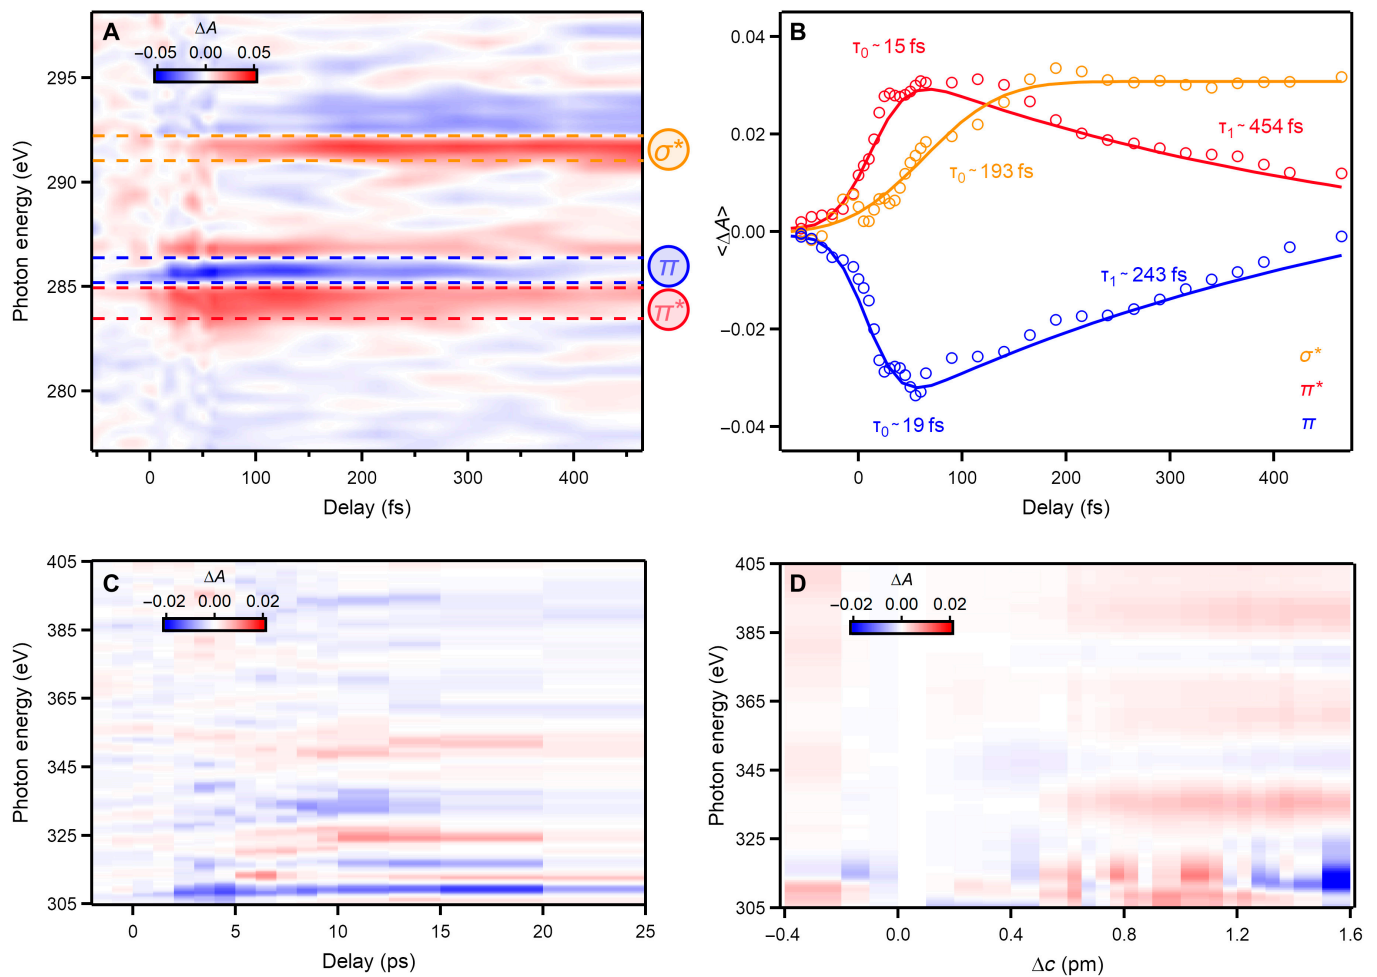 A
ΔA
−0.05 0.00 0.05
295
290
285
280
Photon energy (eV)
0 100 200 300 400
Delay (fs)
σ*
π
π*
B
0.04
0.02
0.00
−0.02
−0.04
<ΔA>
τ0 ~ 15 fs
τ1 ~ 454 fs
τ0 ~ 193 fs
τ1 ~ 243 fs
τ0 ~ 19 fs
σ*
π*
π
0 100 200 300 400
Delay (fs)
C
ΔA
−0.02 0.00 0.02
405
385
365
345
325
305
Photon energy (eV)
0 5 10 15 20 25
Delay (ps)
D
ΔA
−0.02 0.00 0.02
405
385
365
345
325
305
Photon energy (eV)
−0.4 0.0 0.4 0.8 1.2 1.6
Δc (pm)